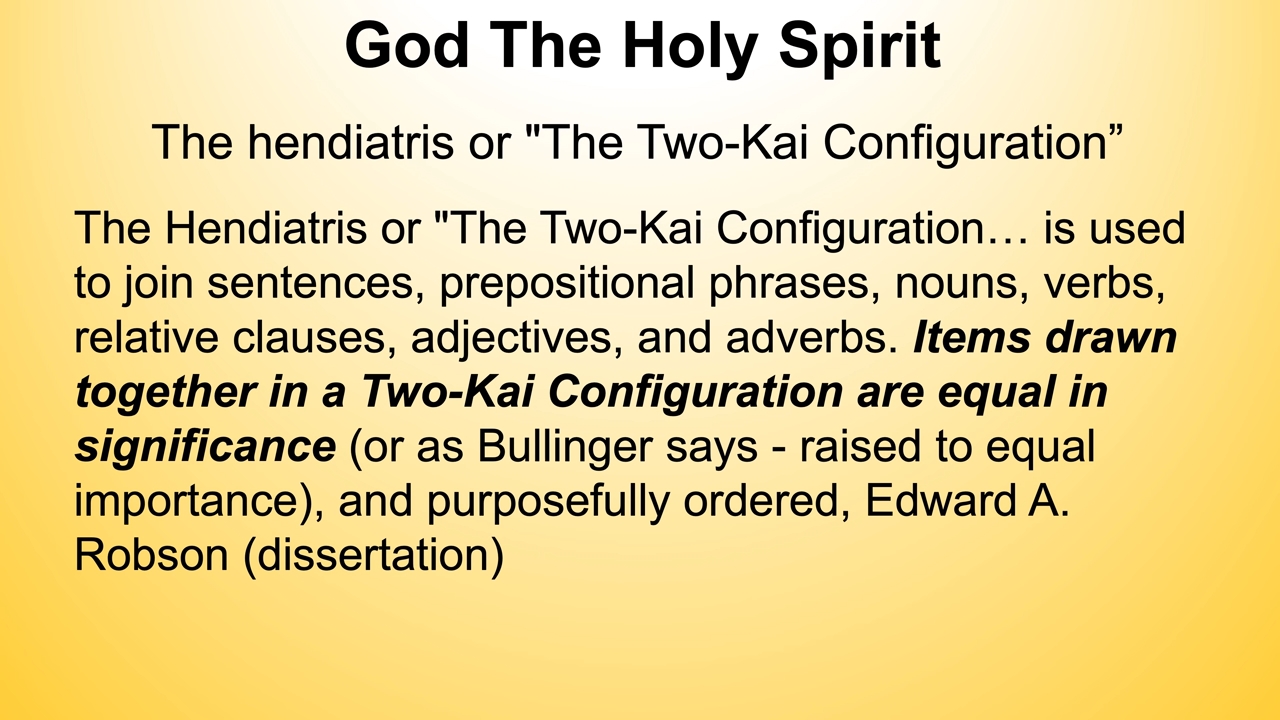 God The Holy Spirit
The hendiatris or "The Two-Kai Configuration”
The Hendiatris or "The Two-Kai Configuration… is used
to join sentences, prepositional phrases, nouns, verbs,
relative clauses, adjectives, and adverbs. Items drawn
together in a Two-Kai Configuration are equal in
significance (or as Bullinger says - raised to equal
importance), and purposefully ordered, Edward A.
Robson (dissertation)